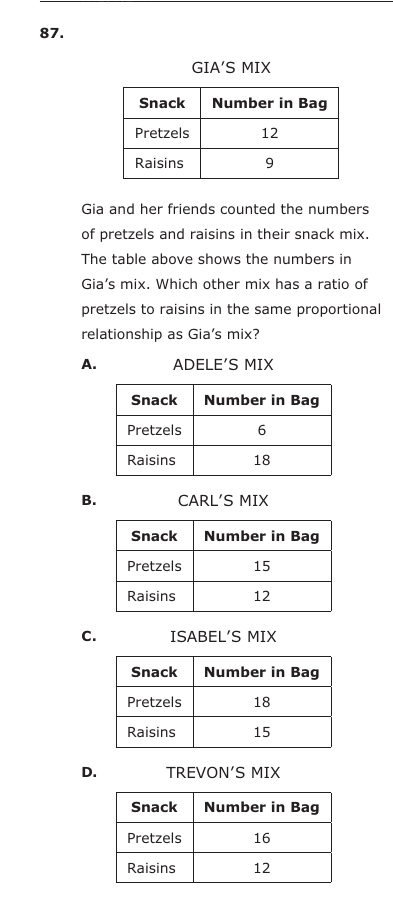 87.
GIA’S MIX
Snack Number in Bag
Pretzels 12
Raisins 9
Gia and her friends counted the numbers
of pretzels and raisins in their snack mix.
The table above shows the numbers in
Gia’s mix. Which other mix has a ratio of
pretzels to raisins in the same proportional
relationship as Gia’s mix?
A. ADELE’S MIX
Snack Number in Bag
Pretzels 6
Raisins 18
B. CARL’S MIX
Snack Number in Bag
Pretzels 15
Raisins 12
C. ISABEL’S MIX
Snack Number in Bag
Pretzels 18
Raisins 15
D. TREVON’S MIX
Snack Number in Bag
Pretzels 16
Raisins 12